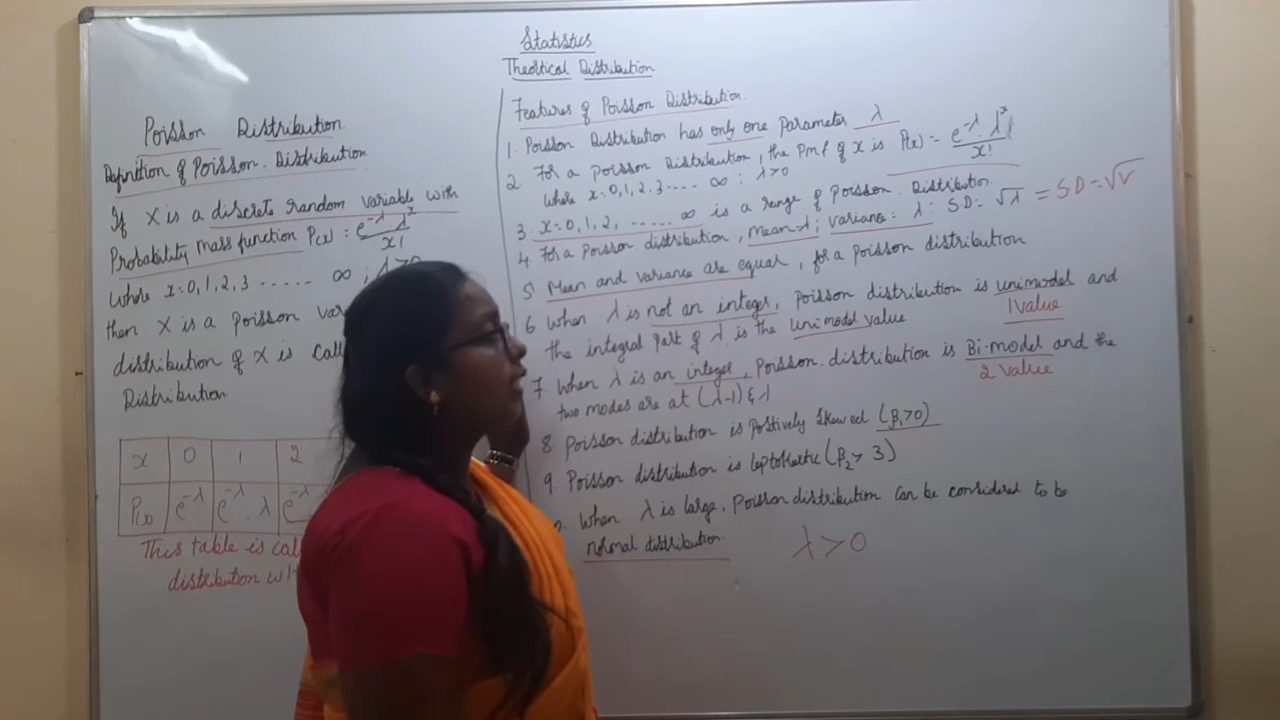 Statistics
Theoritical Distribution
Poisson Distribution
Definition of Poisson Distribution
If X is a discrete random variable with
Probability mass function P(x) = e^-λ λ^x / x!
Where x=0,1,2,3 ...... ∞ ; λ>0
then X is a Poisson
distribution of X is
Distribution
x 0 1 2
P(x) e^-λ e^-λ . λ e^-λ
This table is
distribution
Features of Poisson Distribution
1. Poisson Distribution has only one Parameter λ
2. For a Poisson Distribution, the Pmf of x is P(x) = e^-λ λ^x / x!
Where x=0,1,2,3..... ∞ : λ>0
3. x=0,1,2, ...... ∞ is a range of Poisson Distribution.
4. For a Poisson distribution, Mean=λ; Variance= λ: SD= √λ = S.D=√V
5 Mean and variance are equal, for a Poisson distribution
6 When λ is not an integer, Poisson distribution is unimodel and
1 Value
the integral part of λ is the unimodel value
7. When λ is an integer, Poisson distribution is Bi-model and the
2 Value
two modes are at (λ-1) & λ
8 Poisson distribution is Postively skewed (β₁>0)
9. Poisson distribution is leptokurtic (β₂> 3)
When λ is large, Poisson distribution can be considered to be
normal distribution.
λ>0